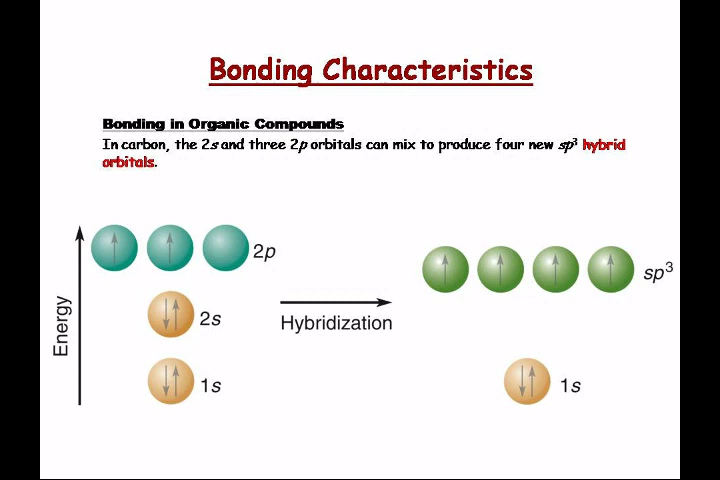 Bonding Characteristics
Bonding in Organic Compounds
In carbon, the 2s and three 2p orbitals can mix to produce four new sp³ hybrid
orbitals.
2p
sp³
Energy
2s
Hybridization
1s
1s